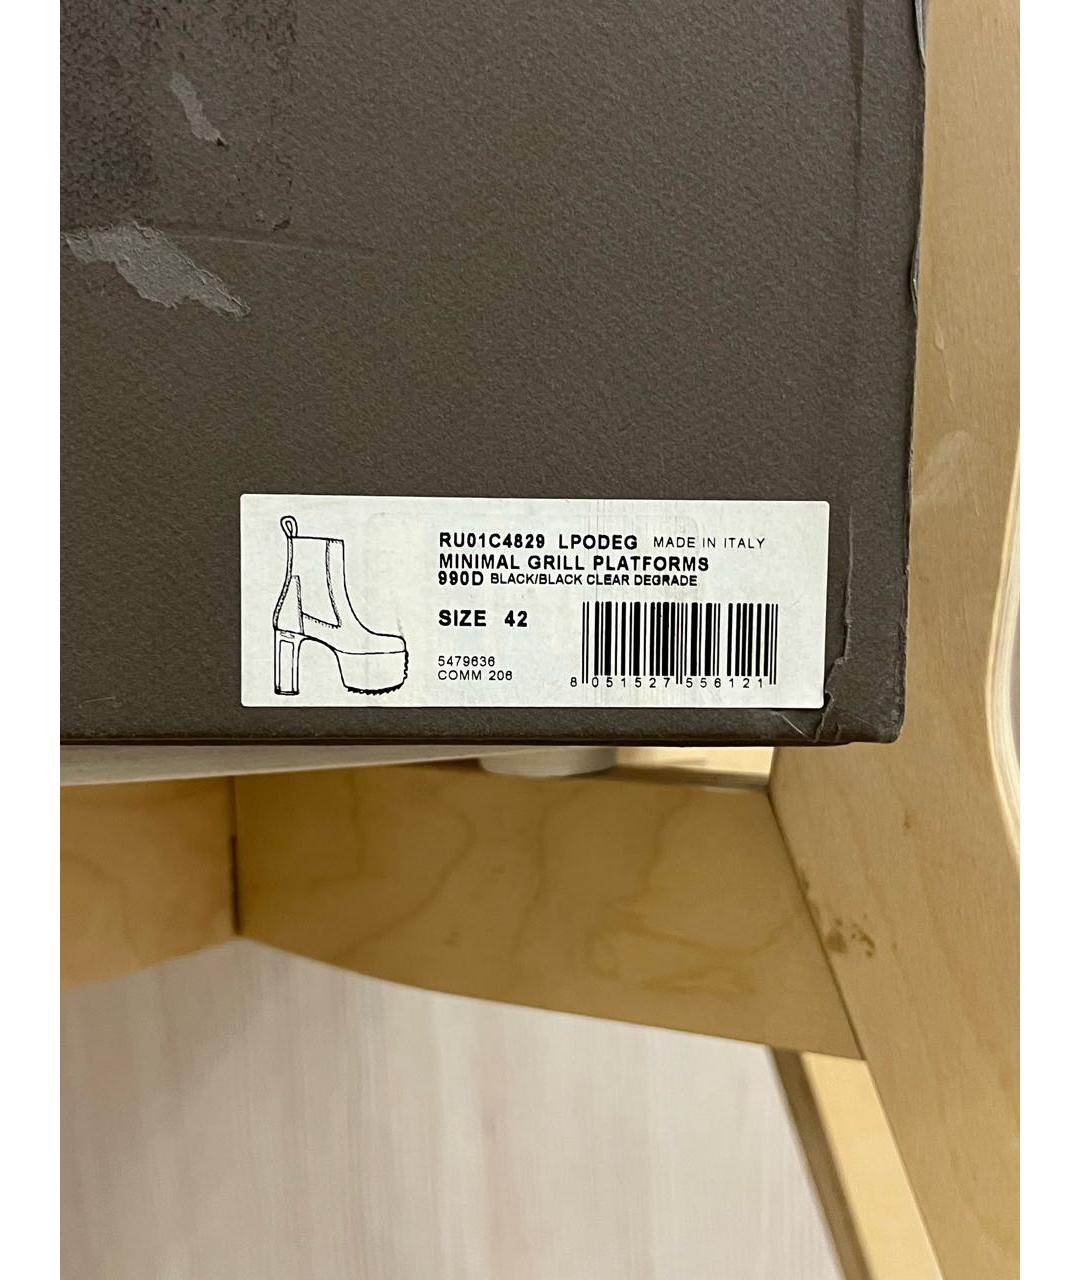 RU01C4829 LPODEG MADE IN ITALY
MINIMAL GRILL PLATFORMS
990D BLACK/BLACK CLEAR DEGRADE
SIZE 42
5479636
COMM 206
8 051527 556121